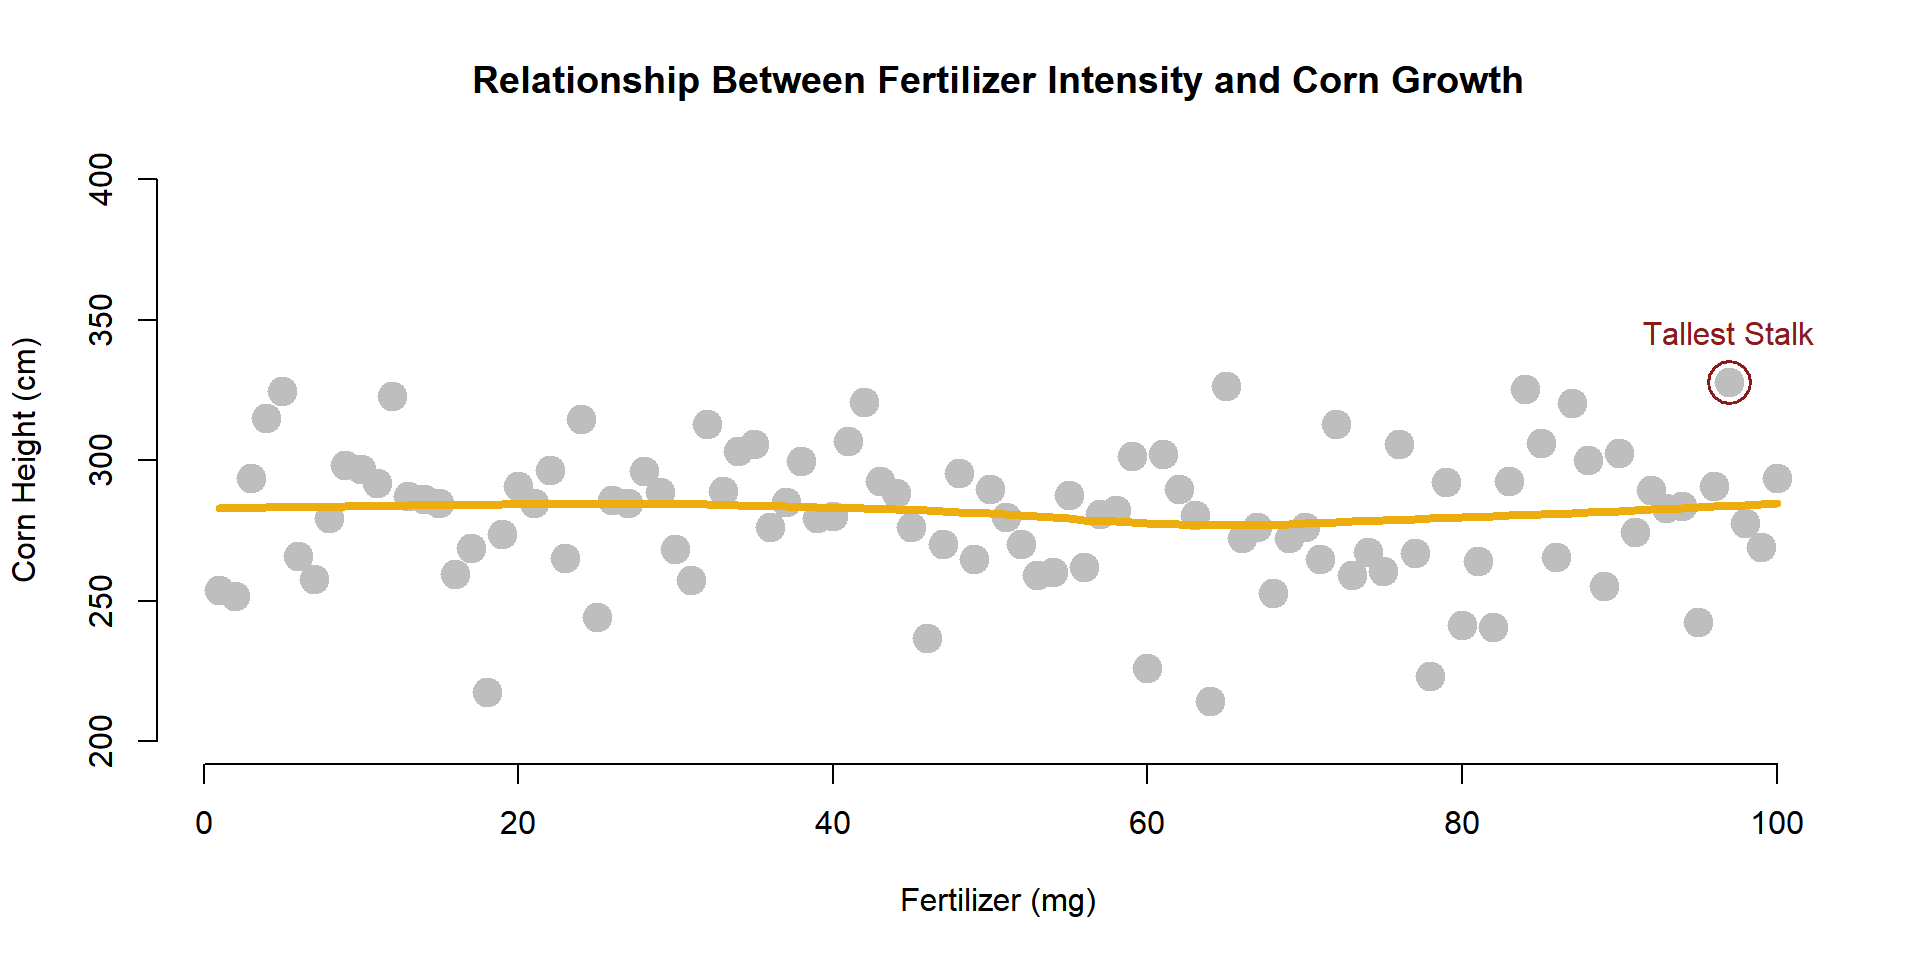 Relationship Between Fertilizer Intensity and Corn Growth
400
350
300
250
200
Corn Height (cm)
Tallest Stalk
0 20 40 60 80 100
Fertilizer (mg)